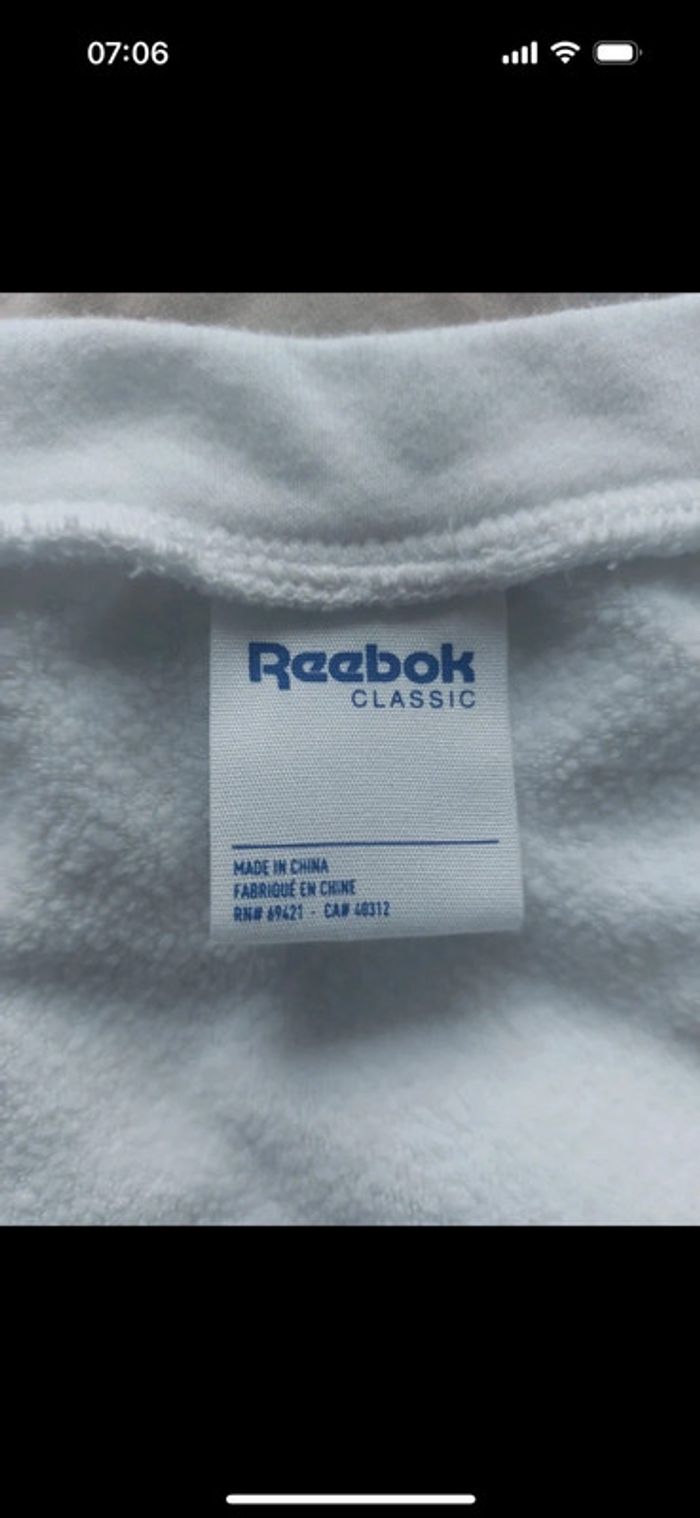 07:06
Reebok
CLASSIC
MADE IN CHINA
FABRIQUÉ EN CHINE
RN# 69421 - CA# 40312